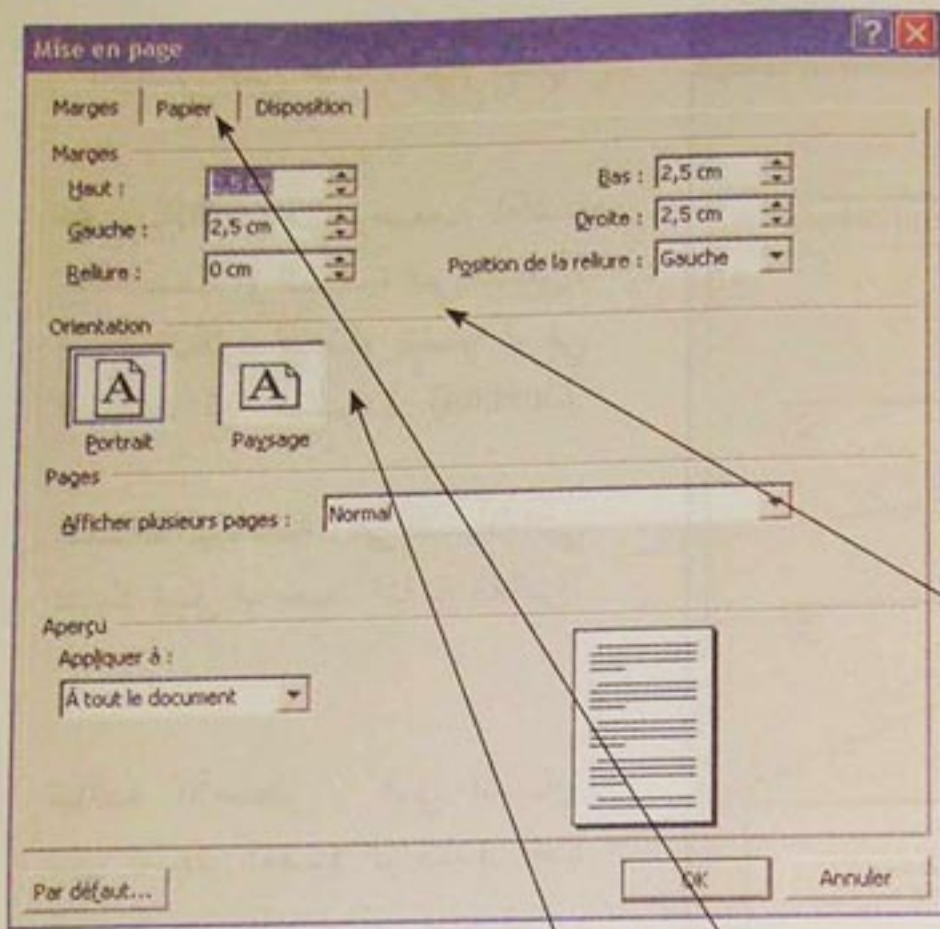 Mise en page
Marges Papier Disposition
Marges
Haut : Bas : 2,5 cm
Gauche : 2,5 cm Droite : 2,5 cm
Reliure : 0 cm Position de la reliure : Gauche
Orientation
A A
Portrait Paysage
Pages
Afficher plusieurs pages : Normal
Aperçu
Appliquer à :
À tout le document
Par défaut... OK Annuler